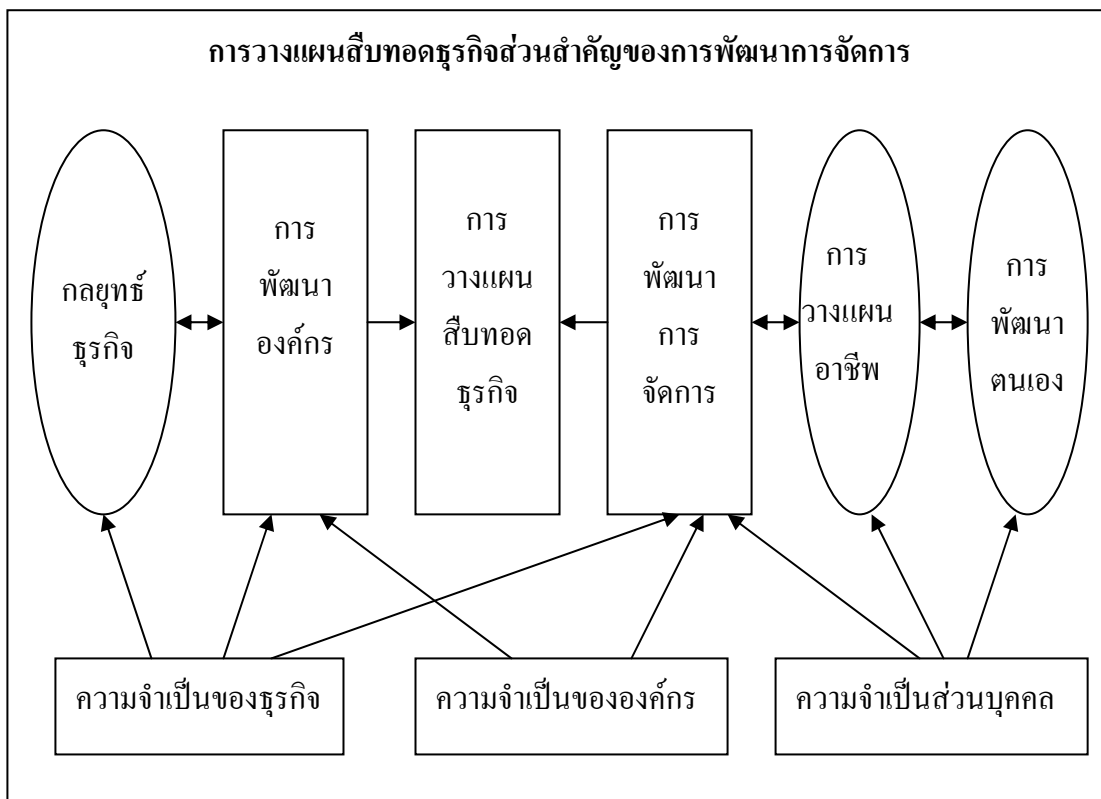 การวางแผนสืบทอดธุรกิจส่วนสำคัญของการพัฒนาการจัดการ
กลยุทธ์
ธุรกิจ
การ
พัฒนา
องค์กร
การ
วางแผน
สืบทอด
ธุรกิจ
การ
พัฒนา
การ
จัดการ
การ
วางแผน
อาชีพ
การ
พัฒนา
ตนเอง
ความจำเป็นของธุรกิจ
ความจำเป็นขององค์กร
ความจำเป็นส่วนบุคคล